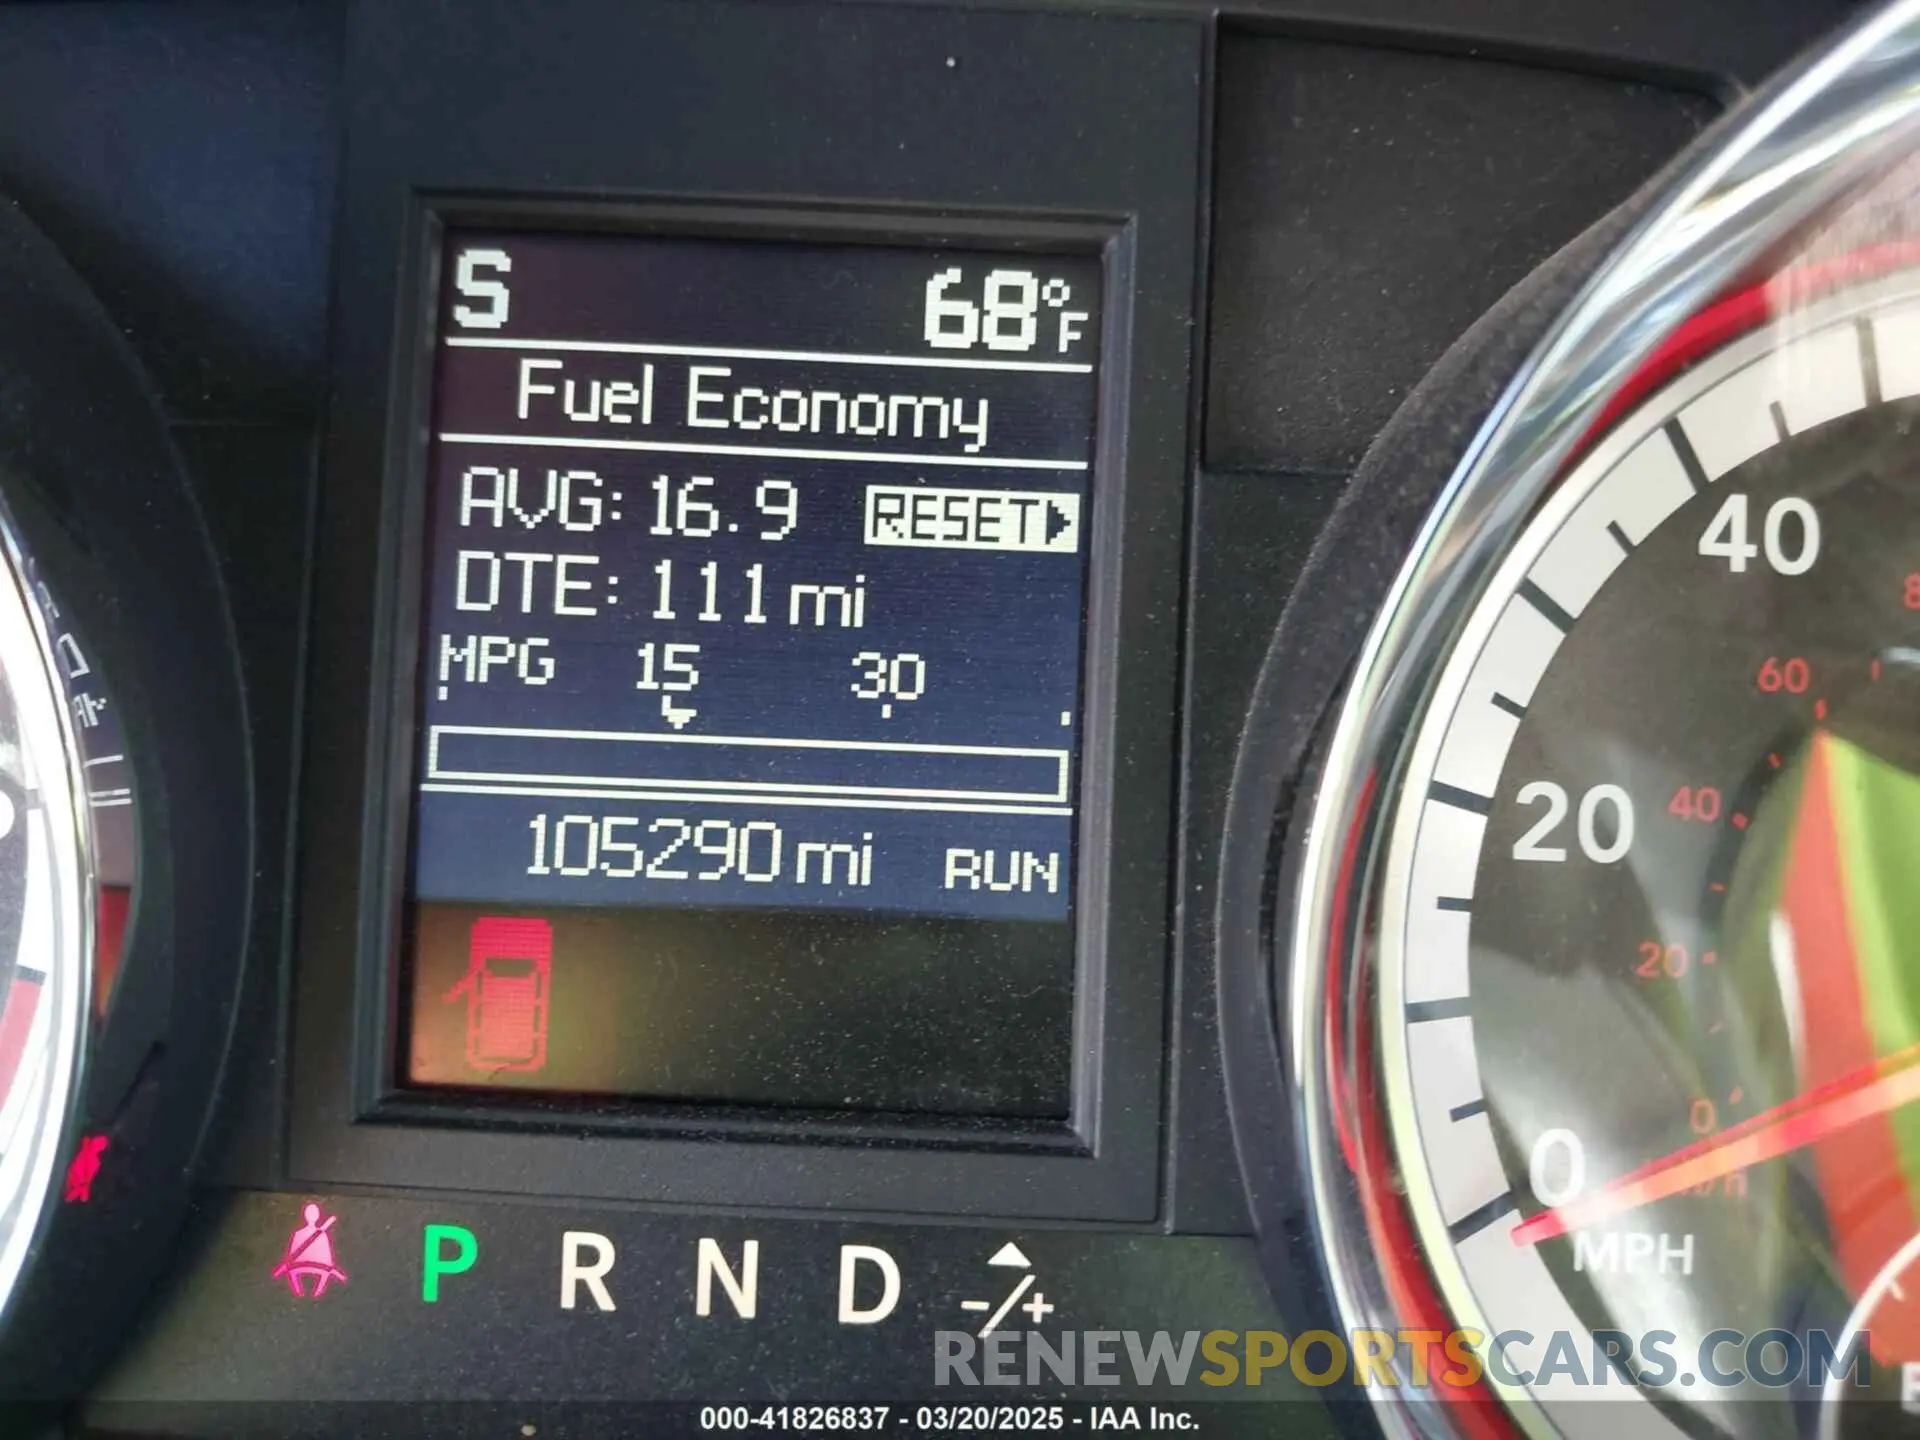 S 68°F
Fuel Economy
AVG: 16.9 RESET
DTE: 111 mi
MPG 15 30
105290 mi RUN
40
60
20 40
20
0
0
MPH
P R N D -/+
RENEWSPORTSCARS.COM
000-41826837 - 03/20/2025 - IAA Inc.